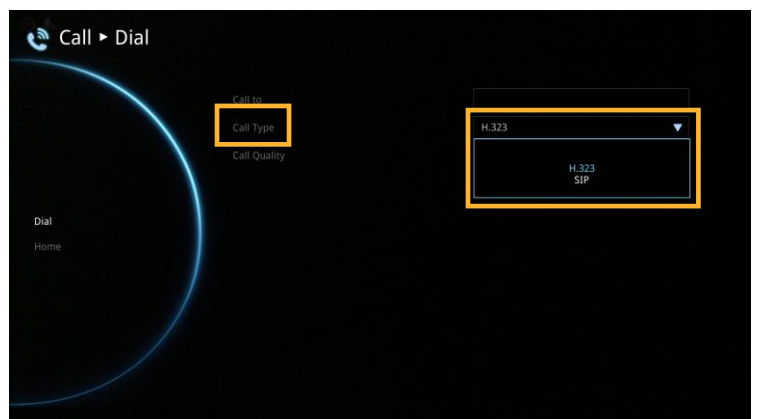 Call ▸ Dial
Call to
Call Type
H.323
Call Quality
H.323
SIP
Dial
Home